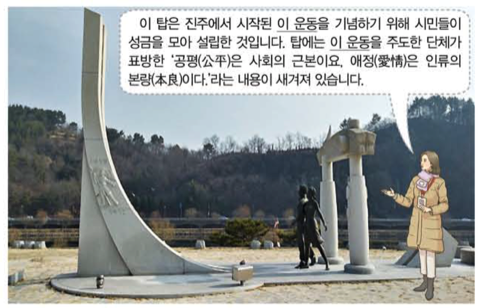 이 탑은 진주에서 시작된 이 운동을 기념하기 위해 시민들이
성금을 모아 설립한 것입니다. 탑에는 이 운동을 주도한 단체가
표방한 '공평(公平)은 사회의 근본이요, 애정(愛情)은 인류의
본량(本良)이다.'라는 내용이 새겨져 있습니다.